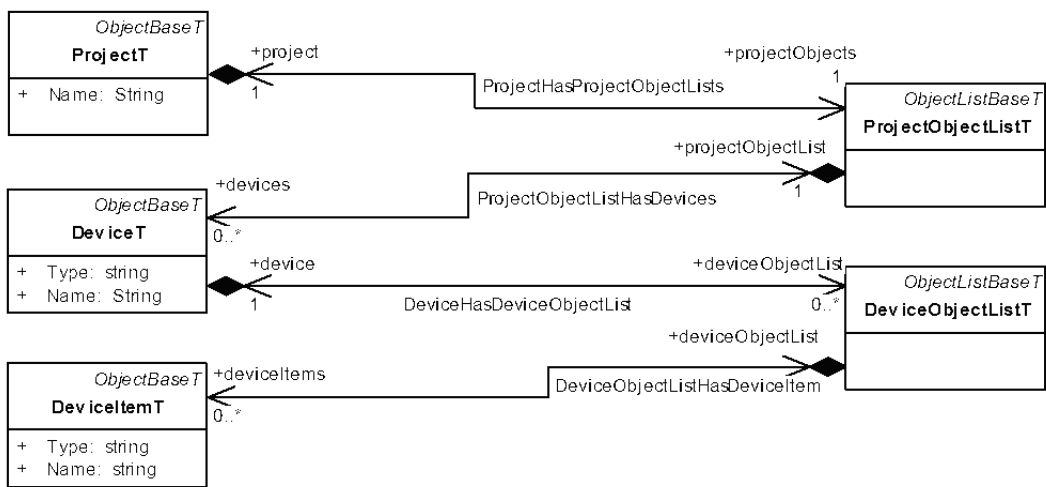 ObjectBaseT
ProjectT
+ Name: String
+project
1
ProjectHasProjectObjectLists
+projectObjects
1
ObjectListBaseT
ProjectObjectListT
+projectObjectList
1
ProjectObjectListHasDevices
+devices
0..*
ObjectBaseT
DeviceT
+ Type: string
+ Name: String
+device
1
DeviceHasDeviceObjectList
+deviceObjectList
0..*
ObjectListBaseT
DeviceObjectListT
+deviceObjectList
DeviceObjectListHasDeviceItem
+deviceItems
0..*
ObjectBaseT
DeviceItemT
+ Type: string
+ Name: string